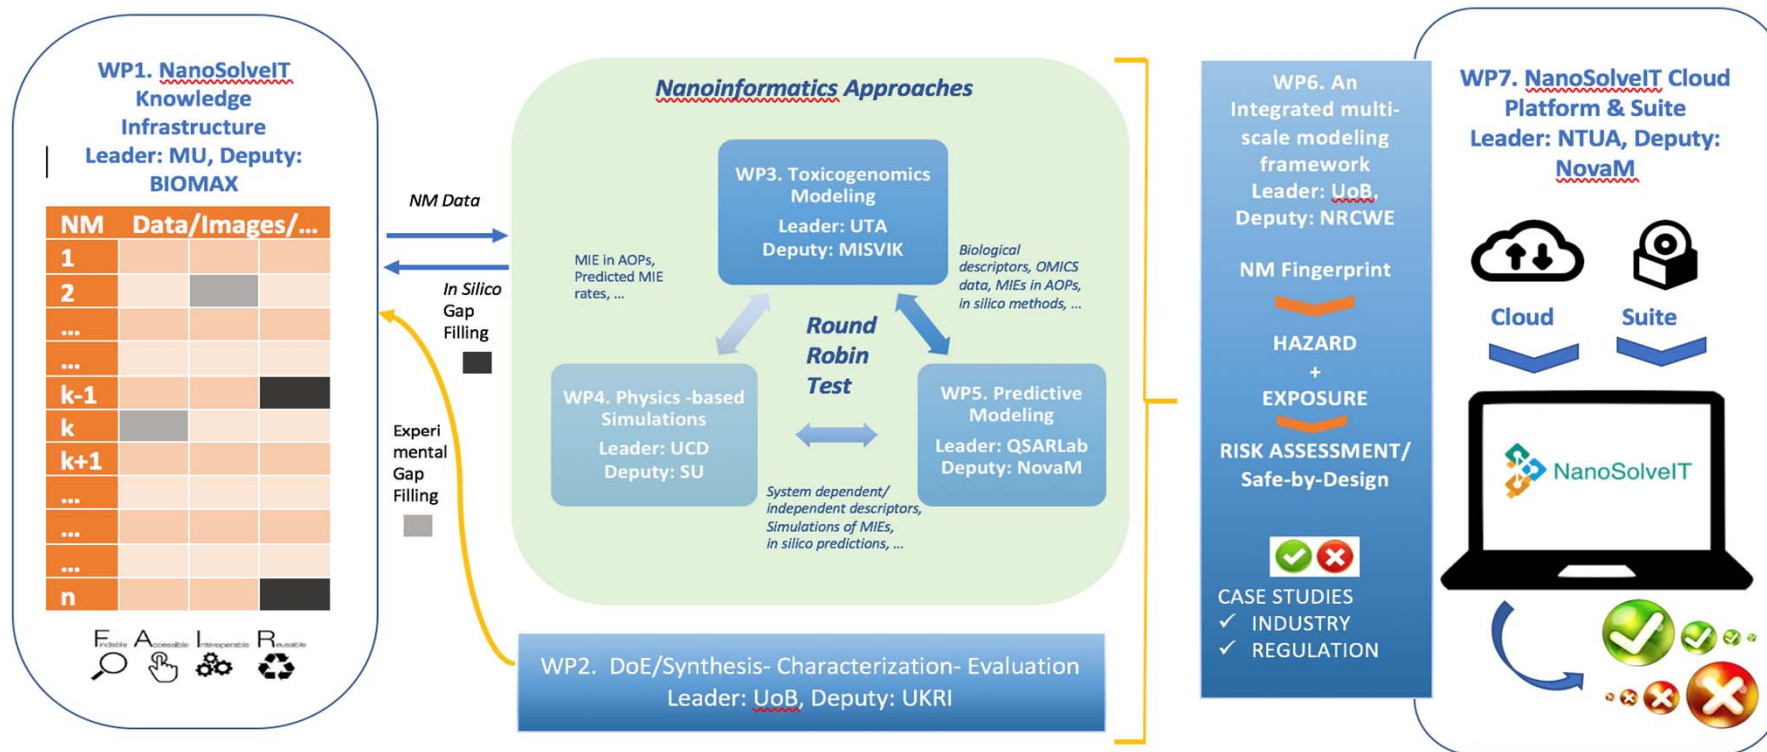 WP1. NanoSolveIT
Knowledge
Infrastructure
Leader: MU, Deputy:
BIOMAX
NM Data/Images/...
1
2
...
...
k-1
k
k+1
...
...
...
n
Findable Accessible Interoperable Reusable
NM Data
In Silico
Gap
Filling
Experi
mental
Gap
Filling
Nanoinformatics Approaches
WP3. Toxicogenomics
Modeling
Leader: UTA
Deputy: MISVIK
MIE in AOPs,
Predicted MIE
rates, ...
Biological
descriptors, OMICS
data, MIEs in AOPs,
in silico methods, ...
Round
Robin
Test
WP4. Physics -based
Simulations
Leader: UCD
Deputy: SU
WP5. Predictive
Modeling
Leader: QSARLab
Deputy: NovaM
System dependent/
independent descriptors,
Simulations of MIEs,
in silico predictions, ...
WP2. DoE/Synthesis- Characterization- Evaluation
Leader: UoB, Deputy: UKRI
WP6. An
Integrated multi-
scale modeling
framework
Leader: UoB,
Deputy: NRCWE
NM Fingerprint
HAZARD
+
EXPOSURE
RISK ASSESSMENT/
Safe-by-Design
CASE STUDIES
✓ INDUSTRY
✓ REGULATION
WP7. NanoSolveIT Cloud
Platform & Suite
Leader: NTUA, Deputy:
NovaM
Cloud Suite
NanoSolveIT